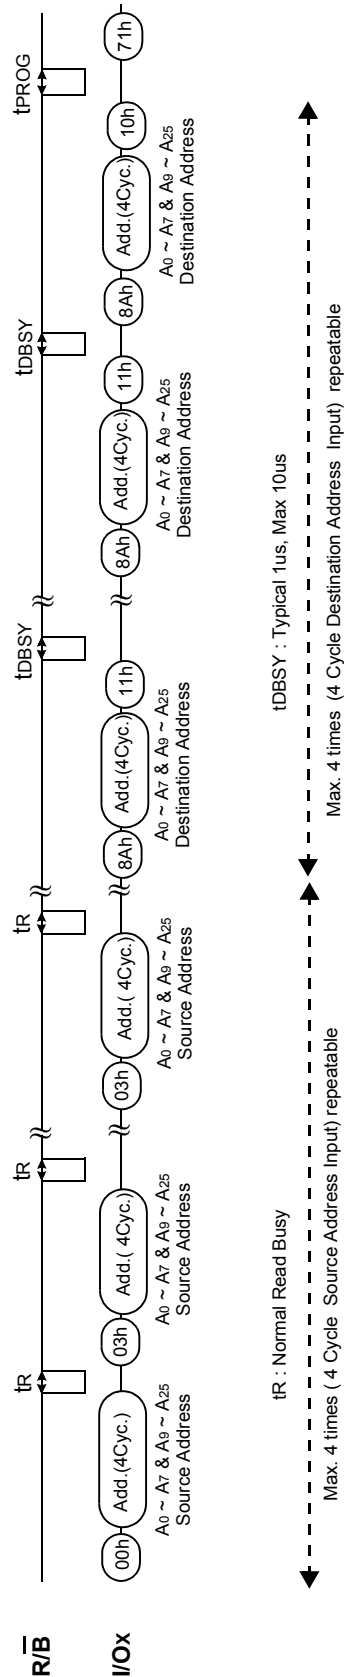 R/B
tR
tR
tR
tDBSY
tDBSY
tPROG
I/Ox
00h
Add.(4Cyc.)
03h
Add.( 4Cyc.)
03h
Add.( 4Cyc.)
8Ah
Add.(4Cyc.)
11h
8Ah
Add.(4Cyc.)
11h
8Ah
Add.(4Cyc.)
10h
71h
A0 ~ A7 & A9 ~ A25
Source Address
A0 ~ A7 & A9 ~ A25
Source Address
A0 ~ A7 & A9 ~ A25
Source Address
A0 ~ A7 & A9 ~ A25
Destination Address
A0 ~ A7 & A9 ~ A25
Destination Address
A0 ~ A7 & A9 ~ A25
Destination Address
tR : Normal Read Busy
tDBSY : Typical 1us, Max 10us
Max. 4 times ( 4 Cycle Source Address Input) repeatable
Max. 4 times (4 Cycle Destination Address Input) repeatable